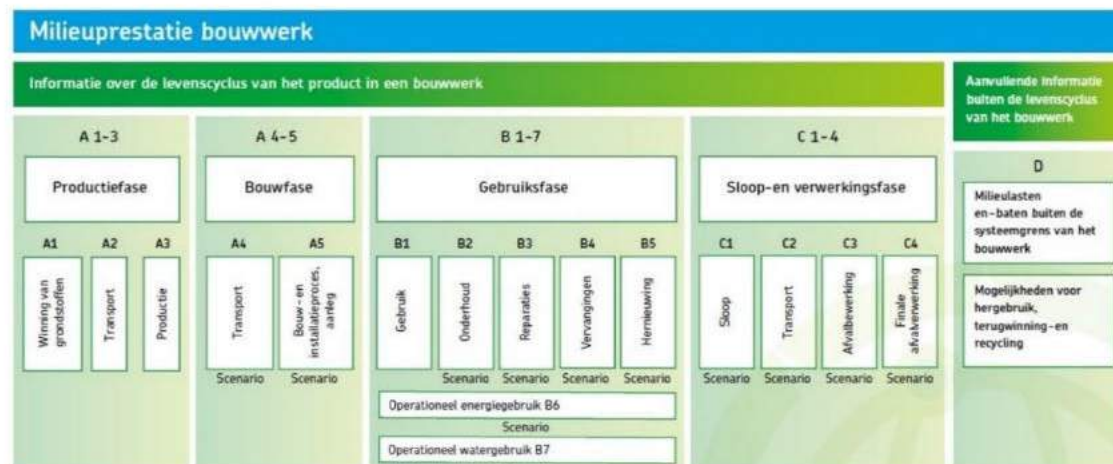 Milieuprestatie bouwwerk
Informatie over de levenscyclus van het product in een bouwwerk
Aanvullende informatie
buiten de levenscyclus
van het bouwwerk
A 1-3
Productiefase
A1
A2
A3
Winning van
grondstoffen
Transport
Productie
A 4-5
Bouwfase
A4
A5
Transport
Bouw- en
installatieproces,
aanleg
Scenario
Scenario
B 1-7
Gebruiksfase
B1
B2
B3
B4
B5
Gebruik
Onderhoud
Reparaties
Vervangingen
Hernieuwing
Scenario
Scenario
Scenario
Scenario
Operationeel energiegebruik B6
Scenario
Operationeel watergebruik B7
C 1-4
Sloop-en verwerkingsfase
C1
C2
C3
C4
Sloop
Transport
Afvalbewerking
Finale
afvalverwerking
Scenario
Scenario
Scenario
Scenario
D
Milieulasten
en-baten buiten de
systeemgrens van het
bouwwerk
Mogelijkheden voor
hergebruik,
terugwinning-en
recycling